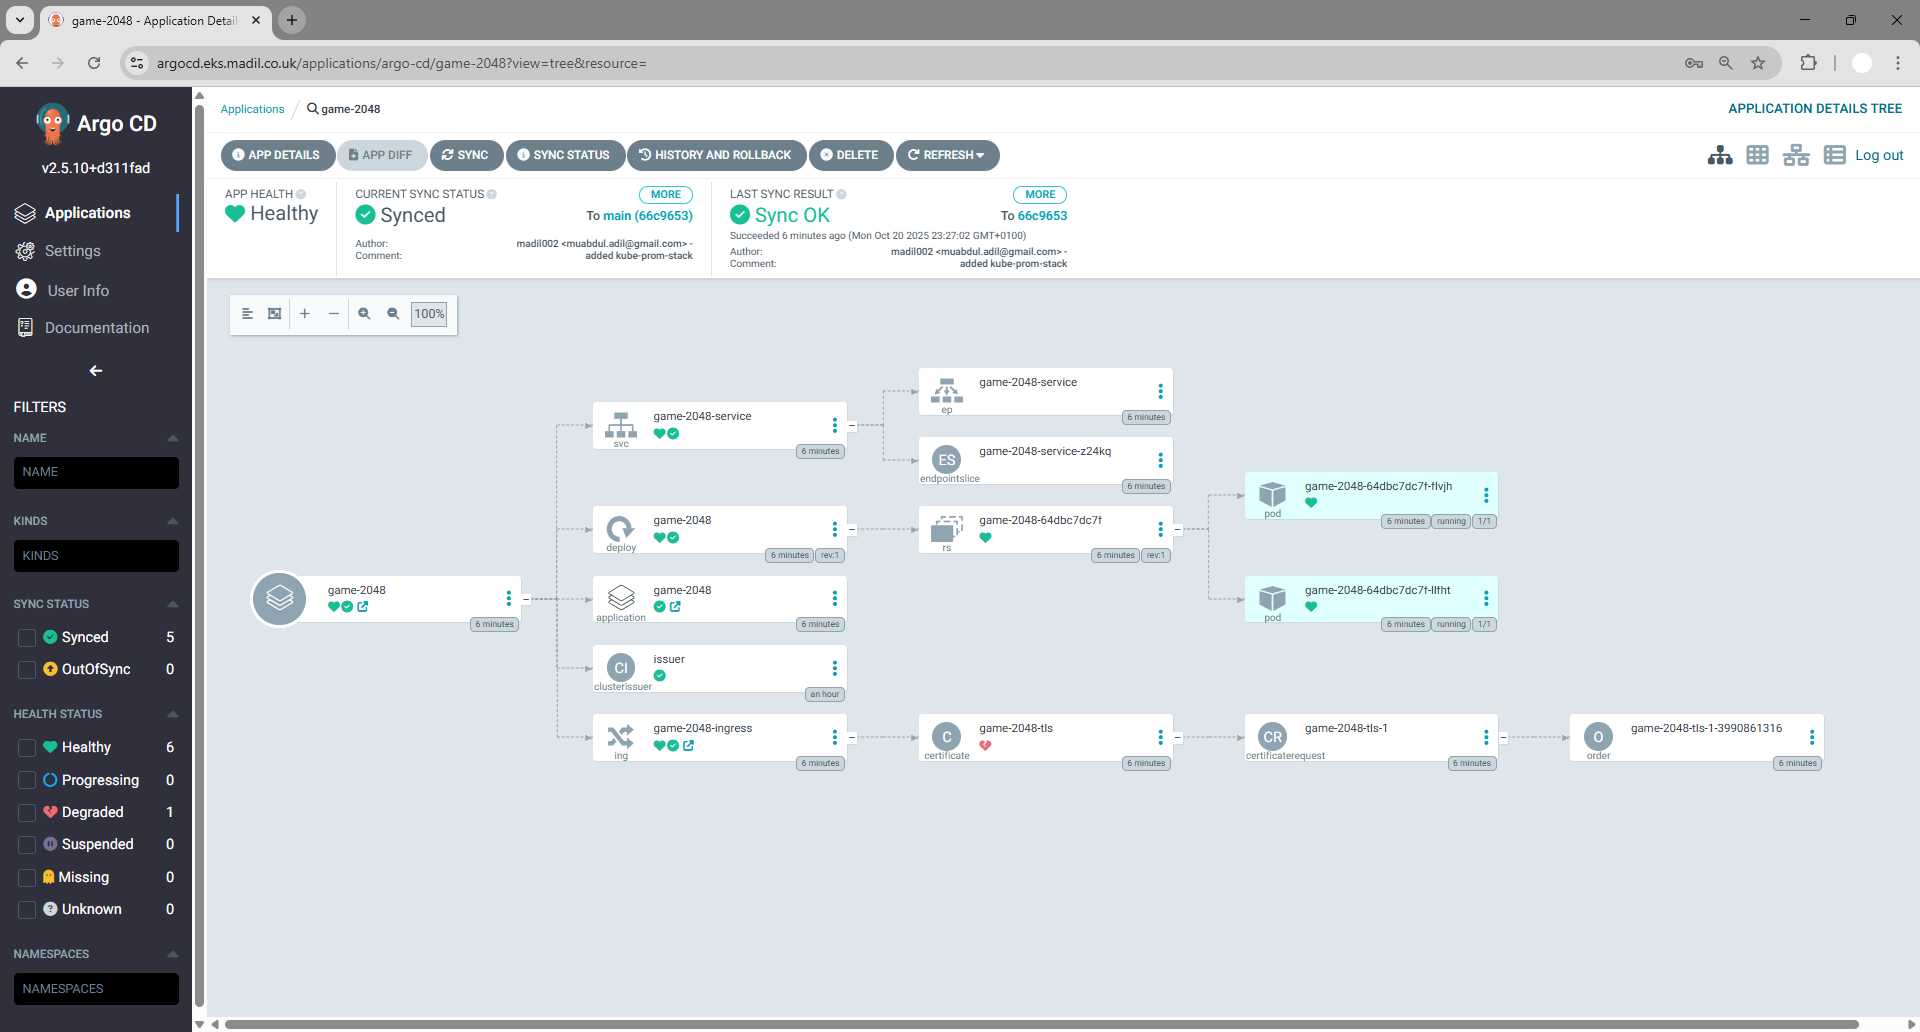 game-2048 - Application Detail
argocd.eks.madil.co.uk/applications/argo-cd/game-2048?view=tree&resource=
Argo CD
v2.5.10+d311fad
Applications
Settings
User Info
Documentation
FILTERS
NAME
NAME
KINDS
KINDS
SYNC STATUS
Synced 5
OutOfSync 0
HEALTH STATUS
Healthy 6
Progressing 0
Degraded 1
Suspended 0
Missing 0
Unknown 0
NAMESPACES
NAMESPACES
Applications / game-2048
APPLICATION DETAILS TREE
APP DETAILS APP DIFF SYNC SYNC STATUS HISTORY AND ROLLBACK DELETE REFRESH
Log out
APP HEALTH
Healthy
CURRENT SYNC STATUS MORE
Synced To main (66c9653)
Author: madil002 <muabdul.adil@gmail.com> -
Comment: added kube-prom-stack
LAST SYNC RESULT MORE
Sync OK To 66c9653
Succeeded 6 minutes ago (Mon Oct 20 2025 23:27:02 GMT+0100)
Author: madil002 <muabdul.adil@gmail.com> -
Comment: added kube-prom-stack
100%
game-2048
6 minutes
game-2048-service
svc
6 minutes
game-2048
deploy
6 minutes rev:1
game-2048
application
6 minutes
CI
issuer
clusterissuer
an hour
game-2048-ingress
ing
6 minutes
game-2048-service
ep
6 minutes
ES
game-2048-service-z24kq
endpointslice
6 minutes
game-2048-64dbc7dc7f
rs
6 minutes rev:1
C
game-2048-tls
certificate
6 minutes
game-2048-64dbc7dc7f-flvjh
pod
6 minutes running 1/1
game-2048-64dbc7dc7f-llfht
pod
6 minutes running 1/1
CR
game-2048-tls-1
certificaterequest
6 minutes
O
game-2048-tls-1-3990861316
order
6 minutes